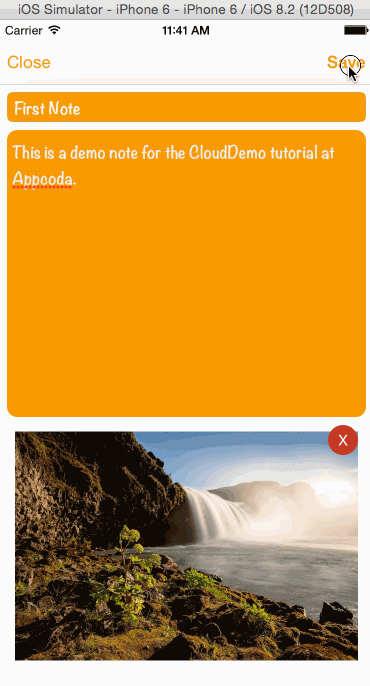 iOS Simulator - iPhone 6 - iPhone 6 / iOS 8.2 (12D508)
Carrier 11:41 AM
Close Save
First Note
This is a demo note for the CloudDemo tutorial at
Appcoda.
X